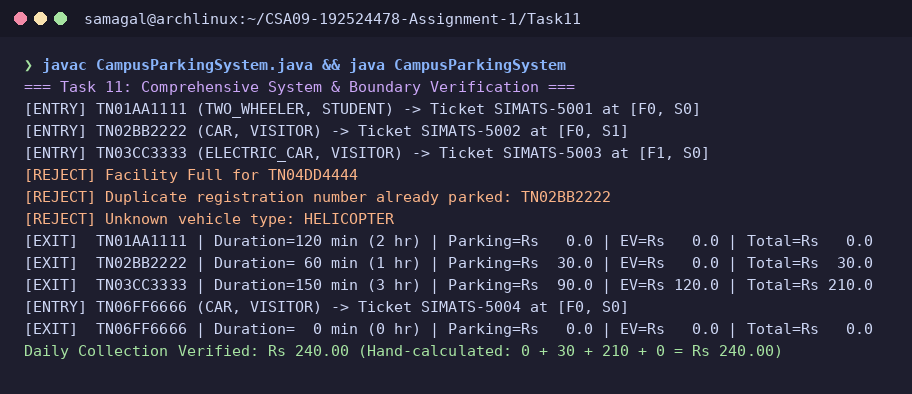 samagal@archlinux:~/CSA09-192524478-Assignment-1/Task11
❯ javac CampusParkingSystem.java && java CampusParkingSystem
=== Task 11: Comprehensive System & Boundary Verification ===
[ENTRY] TN01AA1111 (TWO_WHEELER, STUDENT) -> Ticket SIMATS-5001 at [F0, S0]
[ENTRY] TN02BB2222 (CAR, VISITOR) -> Ticket SIMATS-5002 at [F0, S1]
[ENTRY] TN03CC3333 (ELECTRIC_CAR, VISITOR) -> Ticket SIMATS-5003 at [F1, S0]
[REJECT] Facility Full for TN04DD4444
[REJECT] Duplicate registration number already parked: TN02BB2222
[REJECT] Unknown vehicle type: HELICOPTER
[EXIT]  TN01AA1111 | Duration=120 min (2 hr) | Parking=Rs   0.0 | EV=Rs   0.0 | Total=Rs   0.0
[EXIT]  TN02BB2222 | Duration= 60 min (1 hr) | Parking=Rs  30.0 | EV=Rs   0.0 | Total=Rs  30.0
[EXIT]  TN03CC3333 | Duration=150 min (3 hr) | Parking=Rs  90.0 | EV=Rs 120.0 | Total=Rs 210.0
[ENTRY] TN06FF6666 (CAR, VISITOR) -> Ticket SIMATS-5004 at [F0, S0]
[EXIT]  TN06FF6666 | Duration=  0 min (0 hr) | Parking=Rs   0.0 | EV=Rs   0.0 | Total=Rs   0.0
Daily Collection Verified: Rs 240.00 (Hand-calculated: 0 + 30 + 210 + 0 = Rs 240.00)